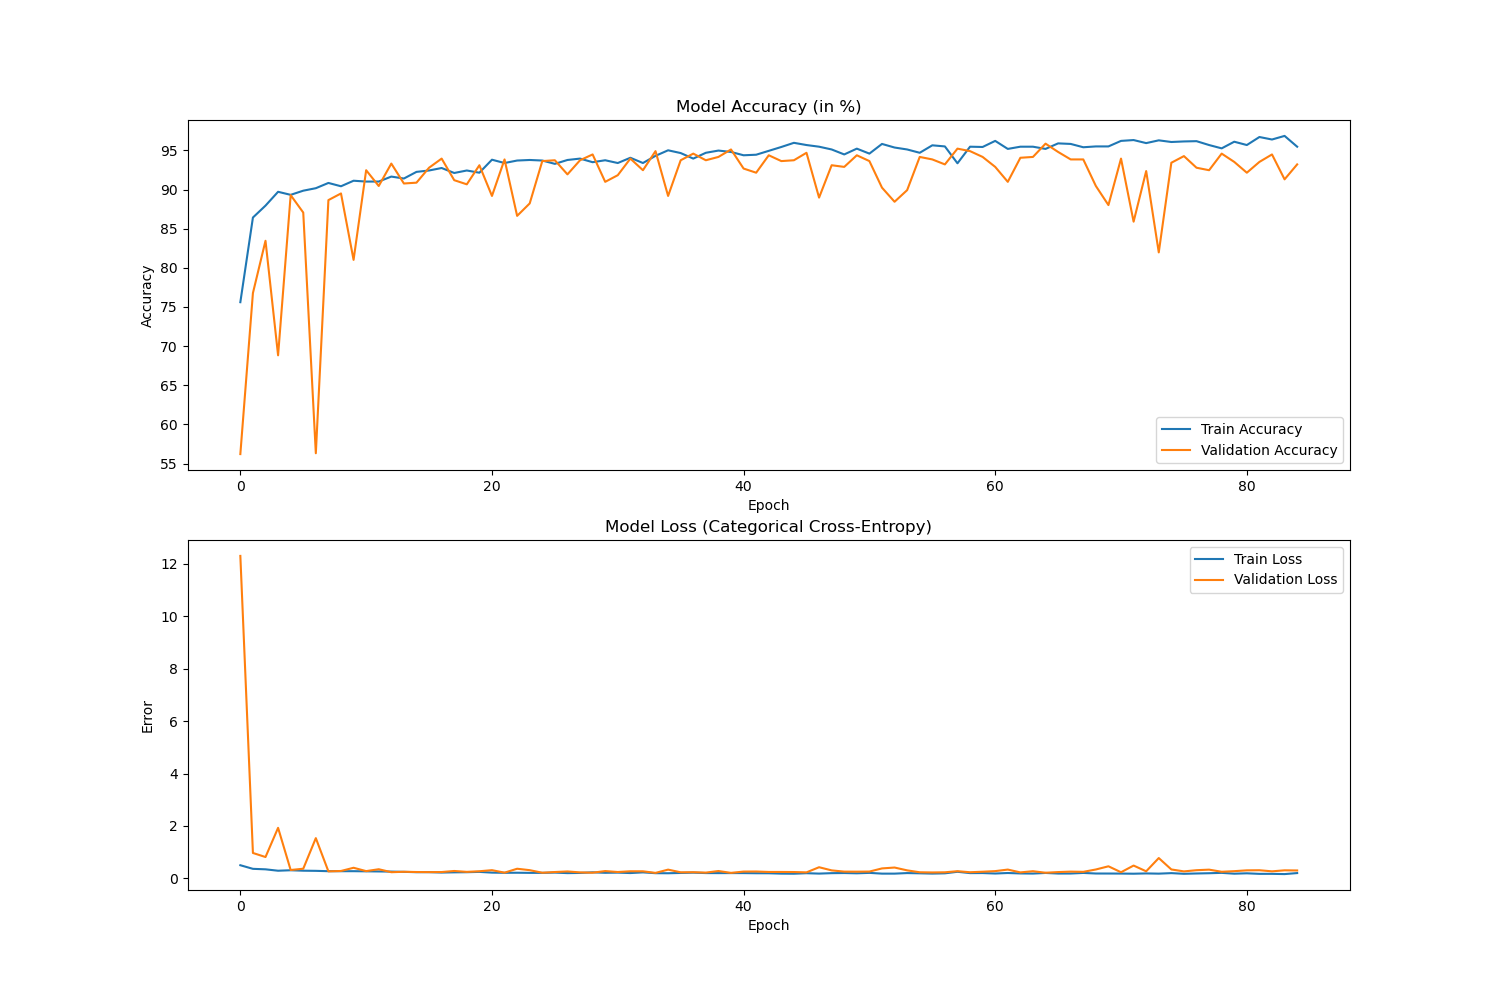 Model Accuracy (in %)
95
90
85
80
75
70
65
60
55
Accuracy
Train Accuracy
Validation Accuracy
0 20 40 60 80
Epoch
Model Loss (Categorical Cross-Entropy)
12
10
8
6
4
2
0
Error
Train Loss
Validation Loss
0 20 40 60 80
Epoch